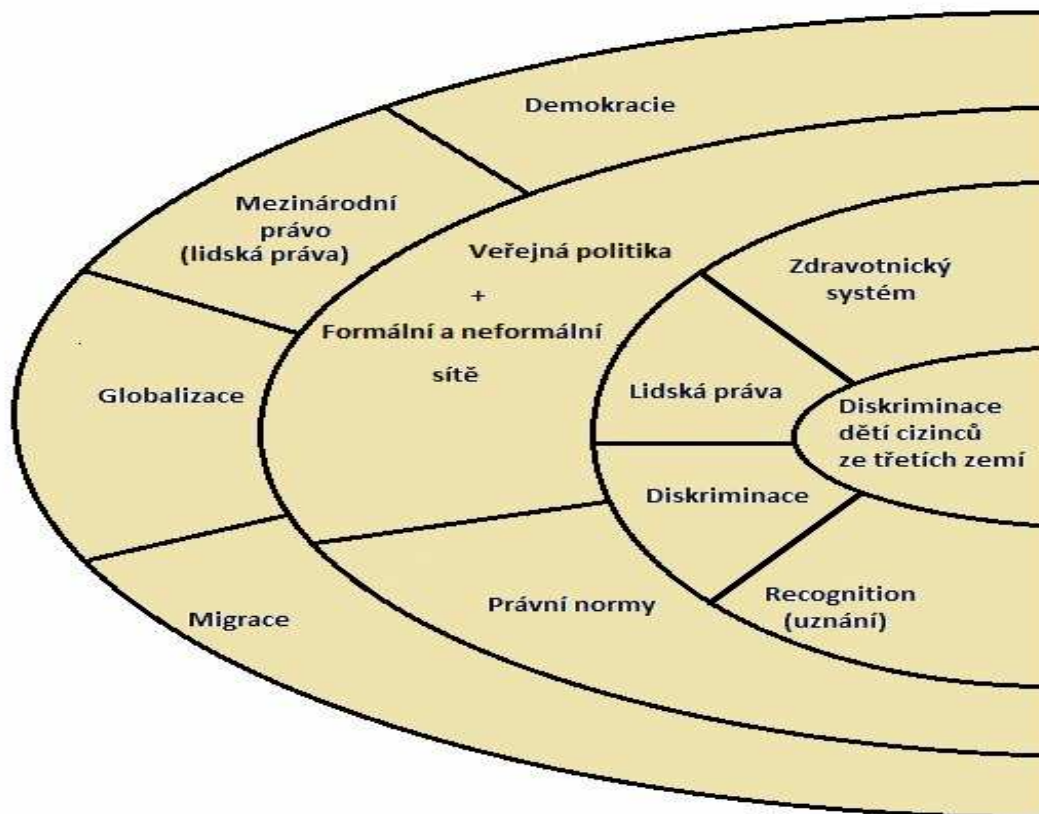 Demokracie
Mezinárodní
právo
(lidská práva)
Veřejná politika
+
Formální a neformální
sítě
Zdravotnický
systém
Globalizace
Lidská práva
Diskriminace
dětí cizinců
ze třetích zemí
Diskriminace
Migrace
Právní normy
Recognition
(uznání)